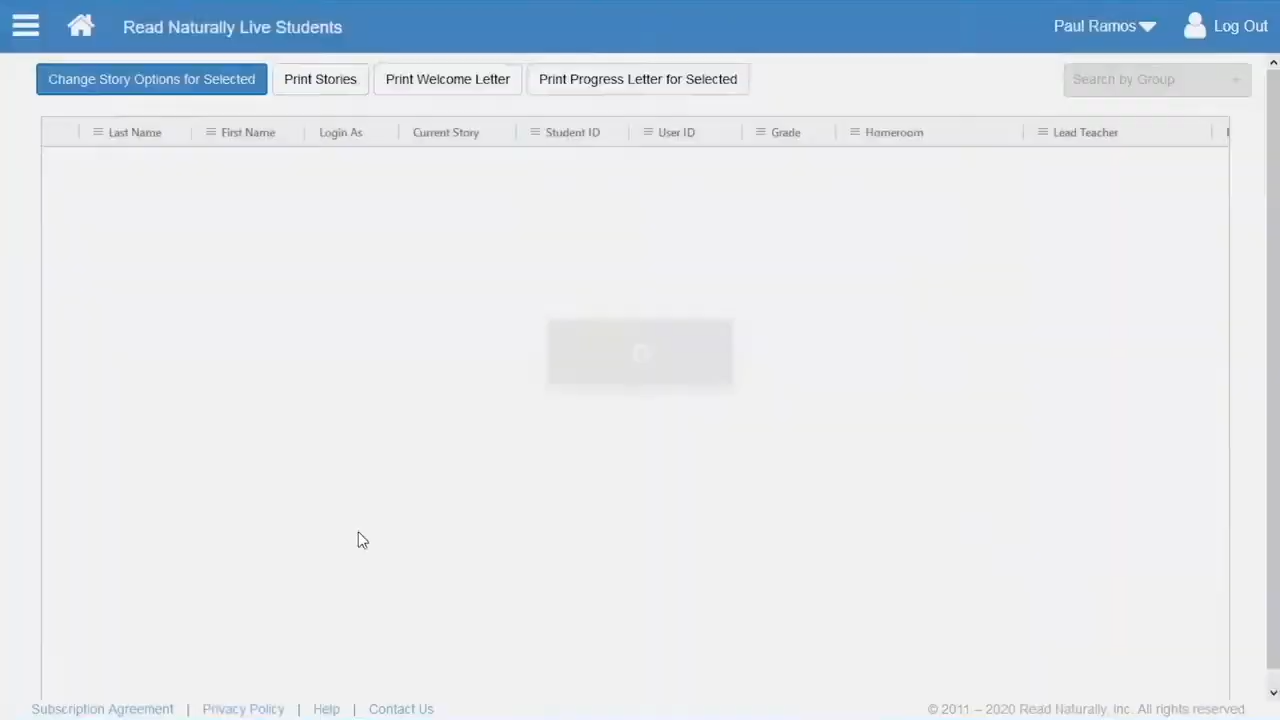 Read Naturally Live Students Paul Ramos Log Out
Change Story Options for Selected Print Stories Print Welcome Letter Print Progress Letter for Selected Search by Group
Last Name First Name Login As Current Story Student ID User ID Grade Homeroom Lead Teacher
Subscription Agreement | Privacy Policy | Help | Contact Us © 2011 – 2020 Read Naturally, Inc. All rights reserved.